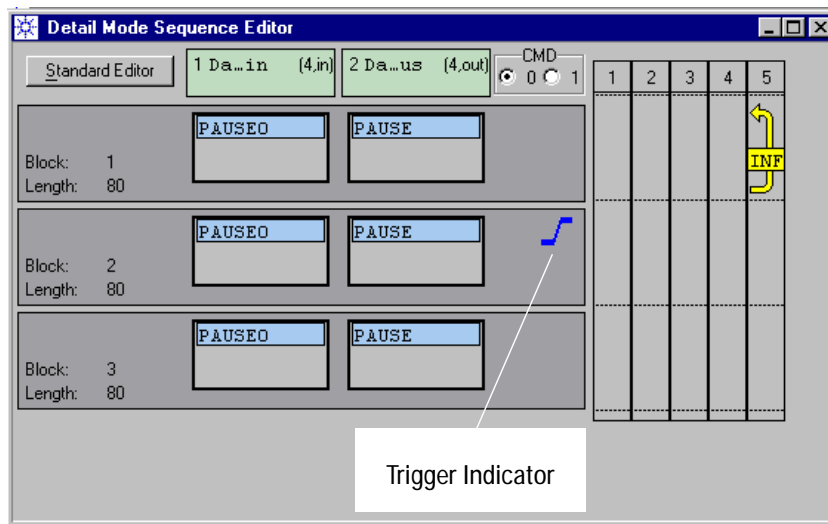 Detail Mode Sequence Editor
Standard Editor
1 Da…in (4,in)
2 Da…us (4,out)
CMD
0 1
1 2 3 4 5
PAUSE0 PAUSE
Block: 1
Length: 80
INF
PAUSE0 PAUSE
Block: 2
Length: 80
PAUSE0 PAUSE
Block: 3
Length: 80
Trigger Indicator